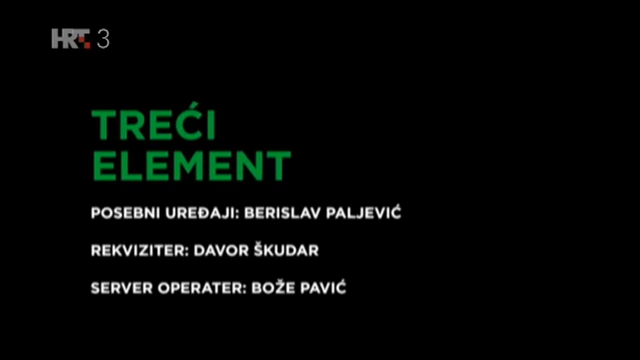 HRT 3
TREĆI
ELEMENT
POSEBNI UREĐAJI: BERISLAV PALJEVIĆ
REKVIZITER: DAVOR ŠKUDAR
SERVER OPERATER: BOŽE PAVIĆ